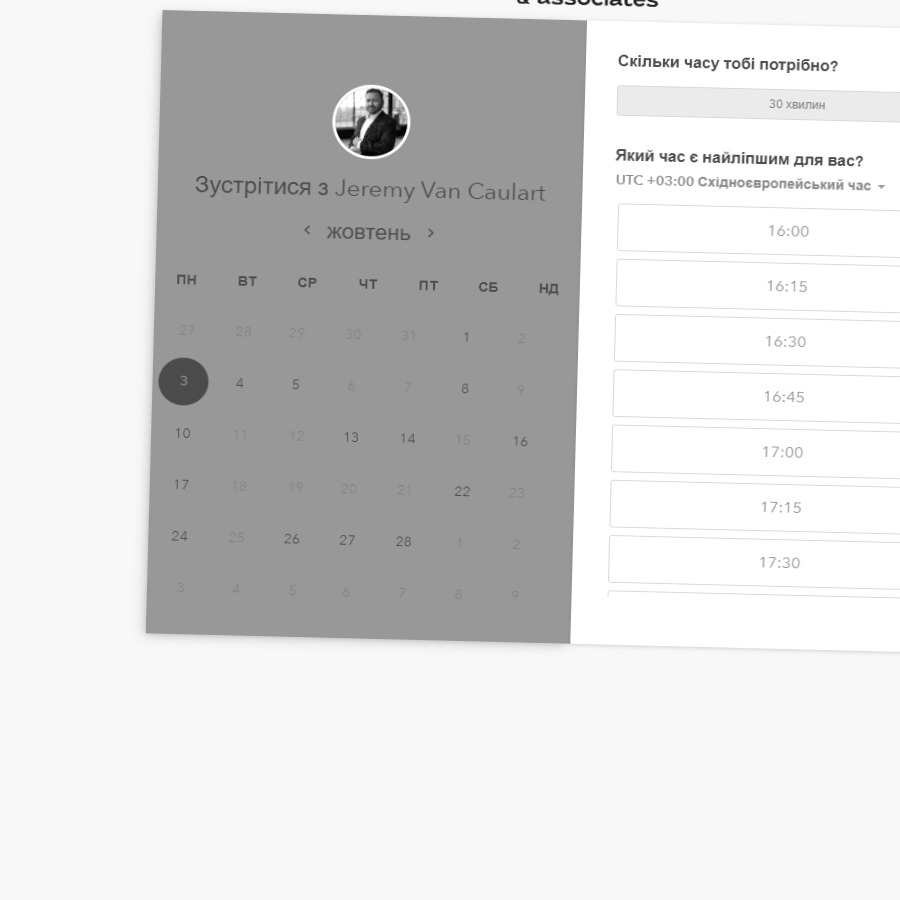 & associates
Зустрітися з Jeremy Van Caulart
‹ жовтень ›
ПН ВТ СР ЧТ ПТ СБ НД
27 28 29 30 31 1 2
3 4 5 6 7 8 9
10 11 12 13 14 15 16
17 18 19 20 21 22 23
24 25 26 27 28 1 2
3 4 5 6 7 8 9
Скільки часу тобі потрібно?
30 хвилин
Який час є найліпшим для вас?
UTC +03:00 Східноєвропейський час
16:00
16:15
16:30
16:45
17:00
17:15
17:30